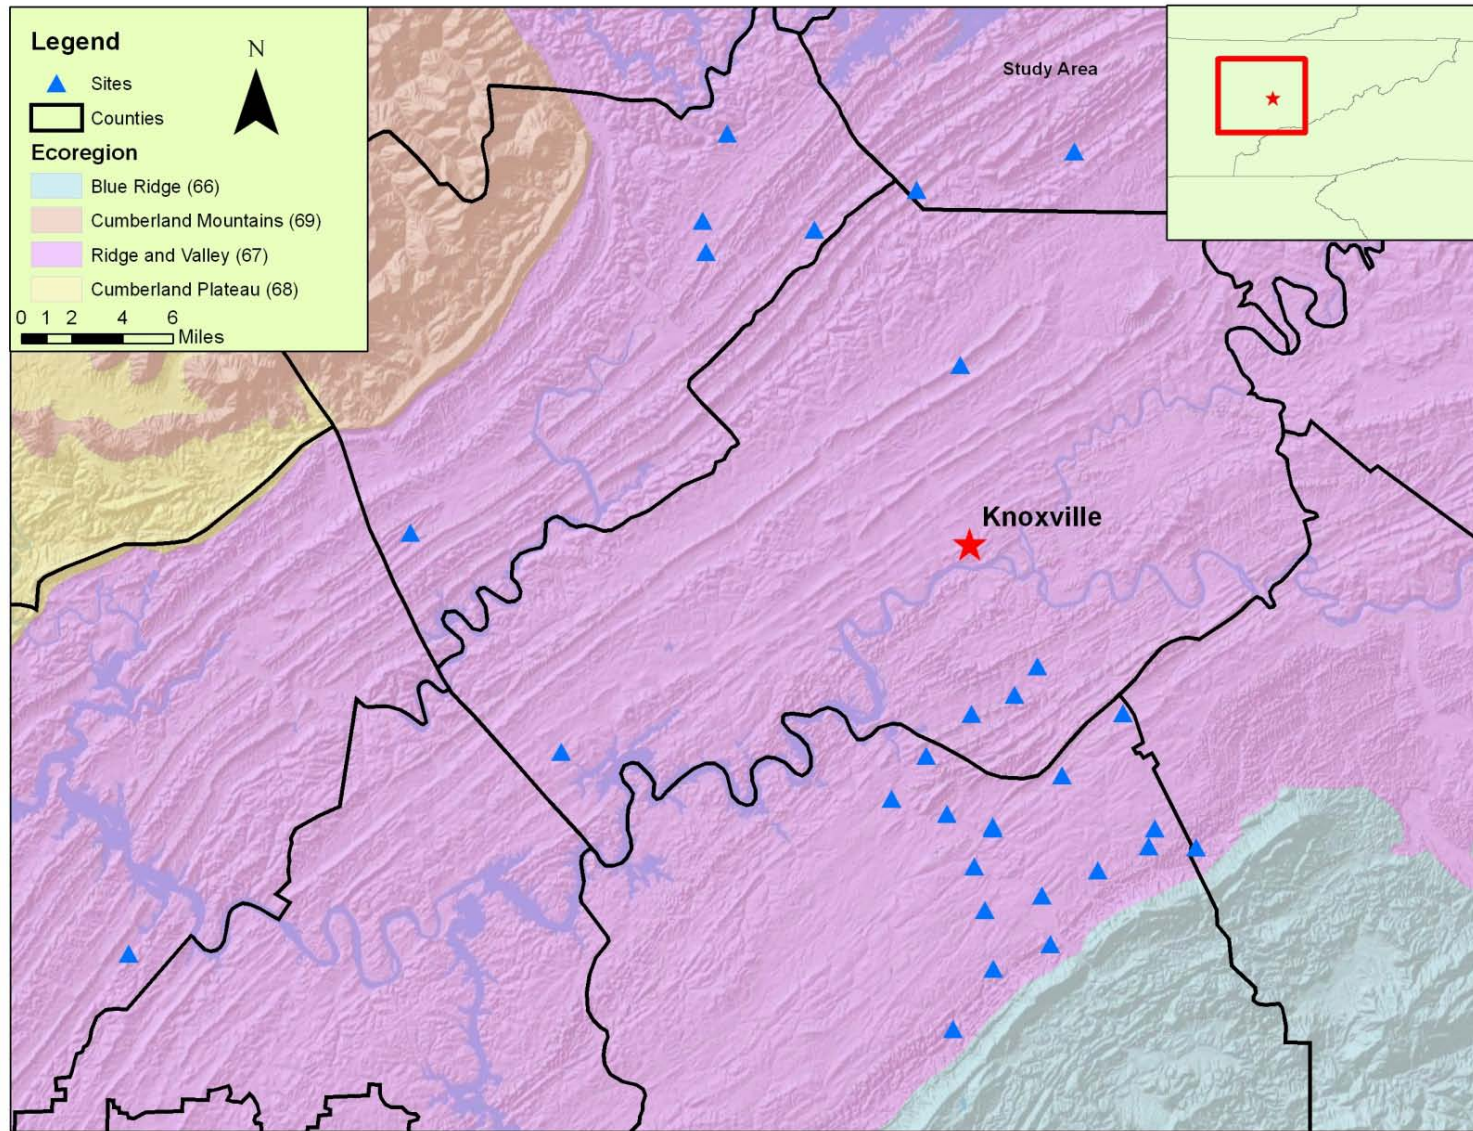 Legend
N
Sites
Counties
Ecoregion
Blue Ridge (66)
Cumberland Mountains (69)
Ridge and Valley (67)
Cumberland Plateau (68)
0 1 2 4 6
Miles
Study Area
Knoxville